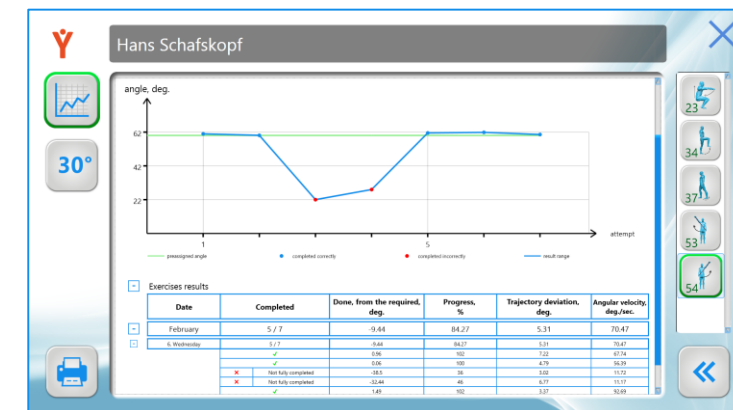 Hans Schafskopf
angle, deg.
62
42
22
1
5
attempt
preassigned angle
completed correctly
completed incorrectly
result range
30°
23
34
37
53
54
Exercises results
Date Completed Done, from the required, deg. Progress, % Trajectory deviation, deg. Angular velocity, deg./sec.
February 5 / 7 -9.44 84.27 5.31 70.47
6. Wednesday 5 / 7 -9.44 84.27 5.31 70.47
✓ 0.96 102 7.22 67.74
✓ 0.06 100 4.79 56.39
× Not fully completed -38.5 36 3.02 11.72
× Not fully completed -32.44 46 6.77 11.17
✓ 1.49 102 3.37 92.69